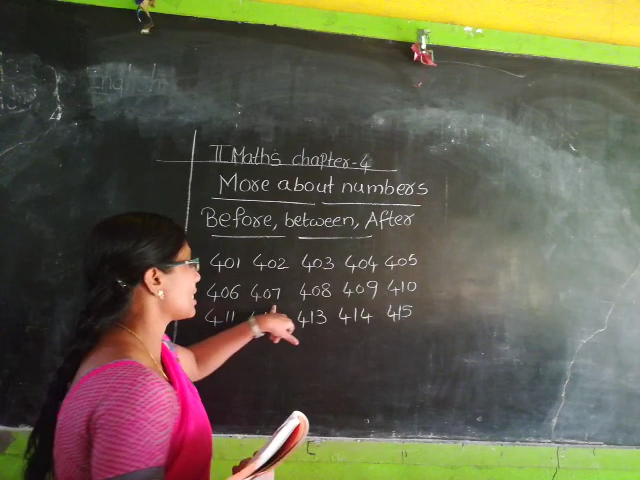 English
II Maths chapter-4
More about numbers
Before, between, After
401 402 403 404 405
406 407 408 409 410
411 413 414 415